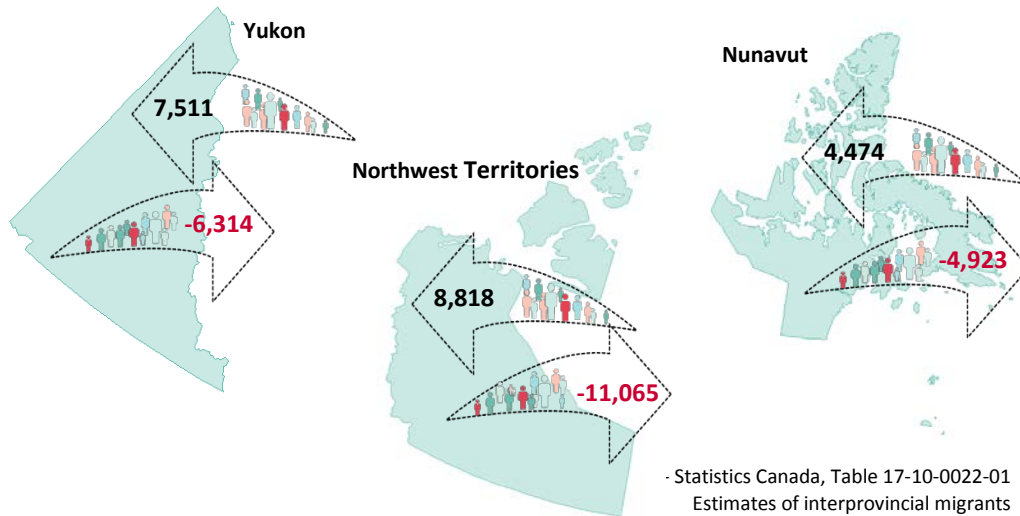 Yukon
7,511
-6,314
Northwest Territories
8,818
-11,065
Nunavut
4,474
-4,923
- Statistics Canada, Table 17-10-0022-01
Estimates of interprovincial migrants